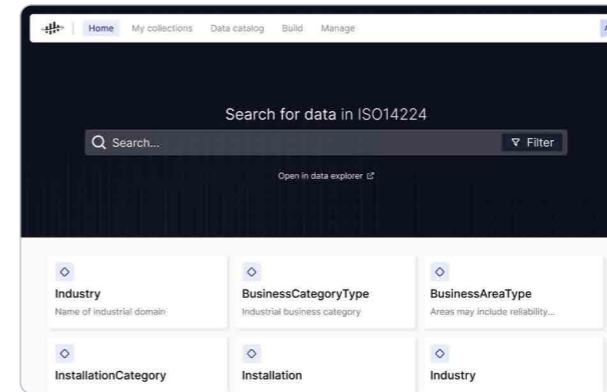 Home My collections Data catalog Build Manage
Search for data in ISO14224
Search... Filter
Open in data explorer
Industry BusinessCategoryType BusinessAreaType
Name of industrial domain Industrial business category Areas may include reliability...
InstallationCategory Installation Industry